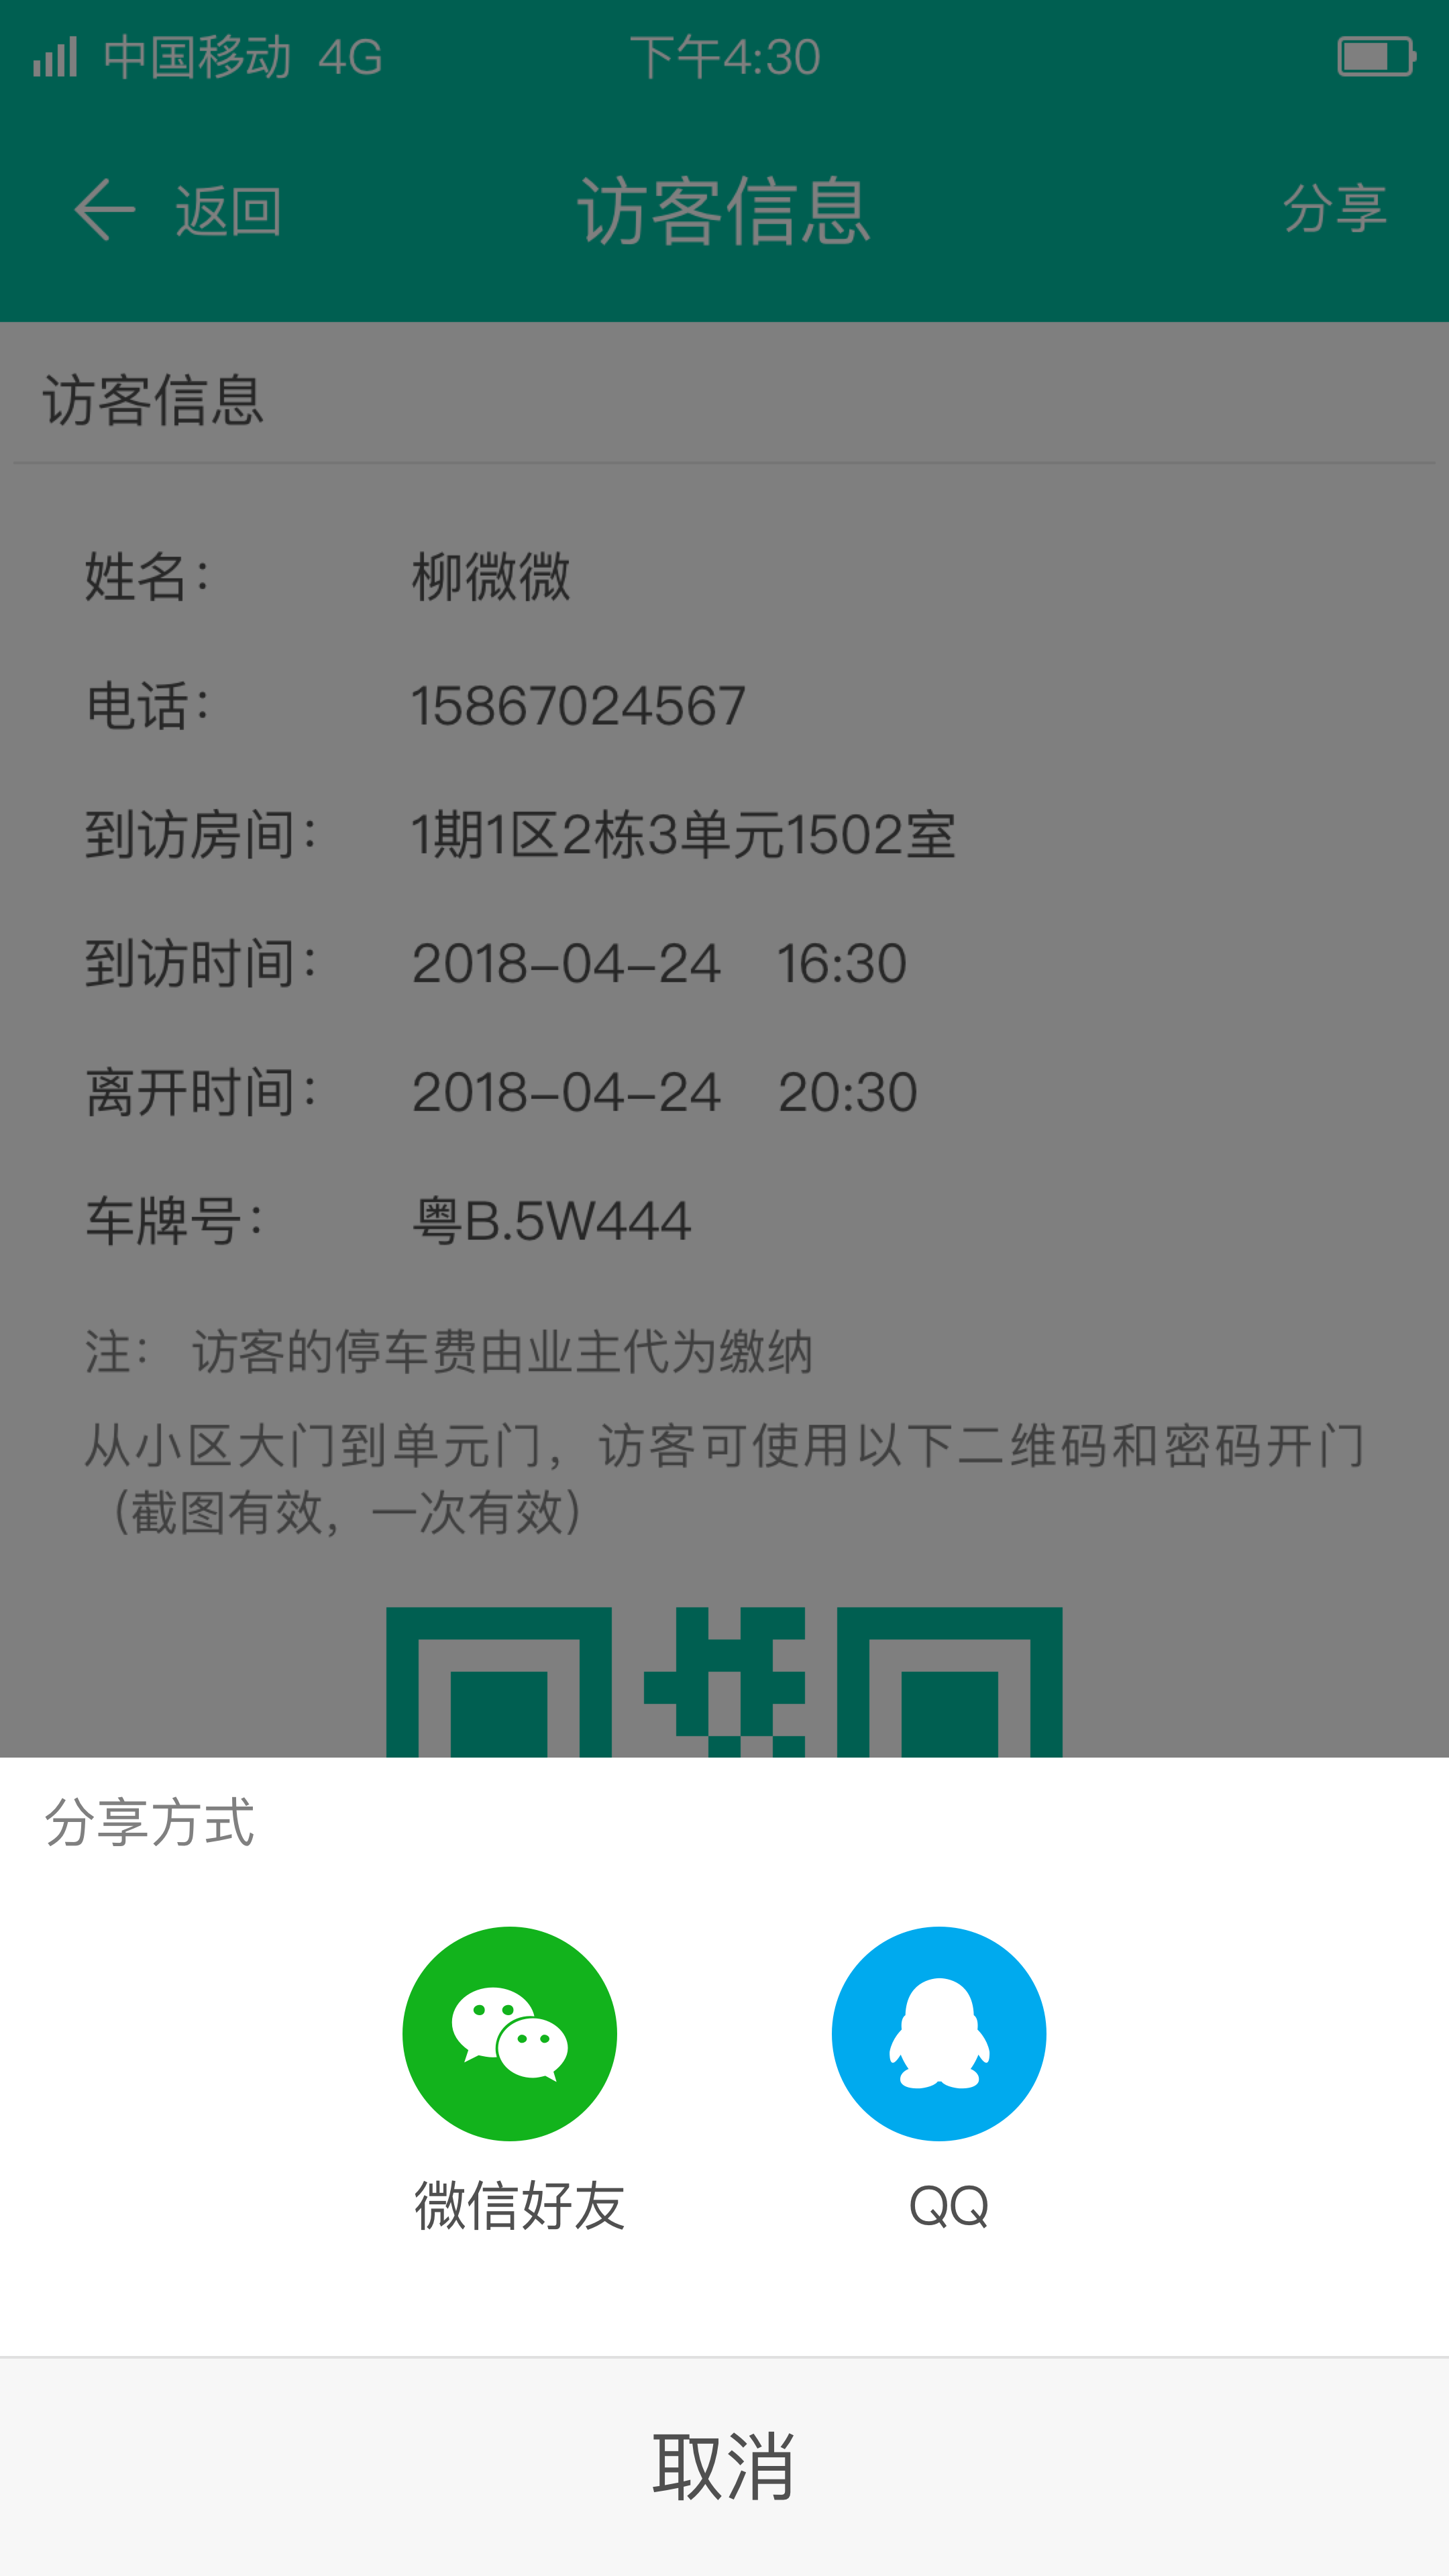 中国移动 4G 下午4:30
返回 访客信息 分享
访客信息
姓名： 柳微微
电话： 15867024567
到访房间： 1期1区2栋3单元1502室
到访时间： 2018-04-24 16:30
离开时间： 2018-04-24 20:30
车牌号： 粤B.5W444
注： 访客的停车费由业主代为缴纳
从小区大门到单元门，访客可使用以下二维码和密码开门
（截图有效，一次有效）
分享方式
微信好友 QQ
取消